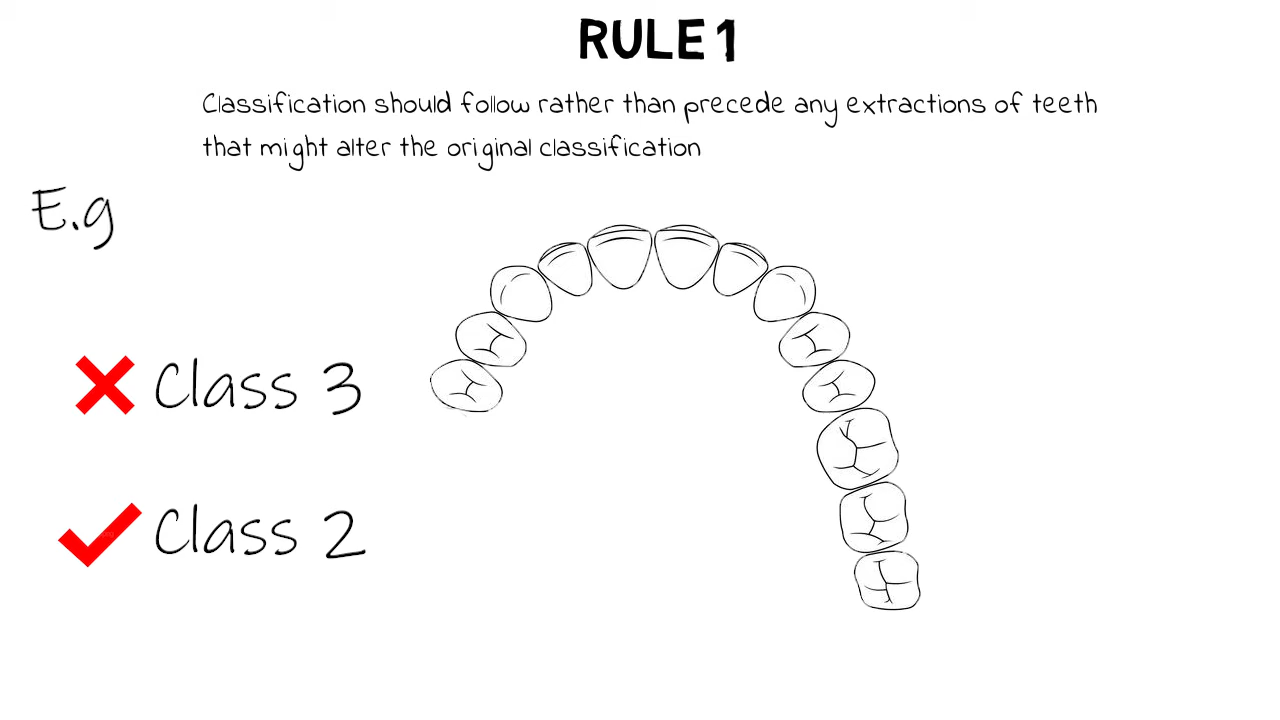 RULE 1
Classification should follow rather than precede any extractions of teeth
that might alter the original classification
E.g
Class 3
Class 2